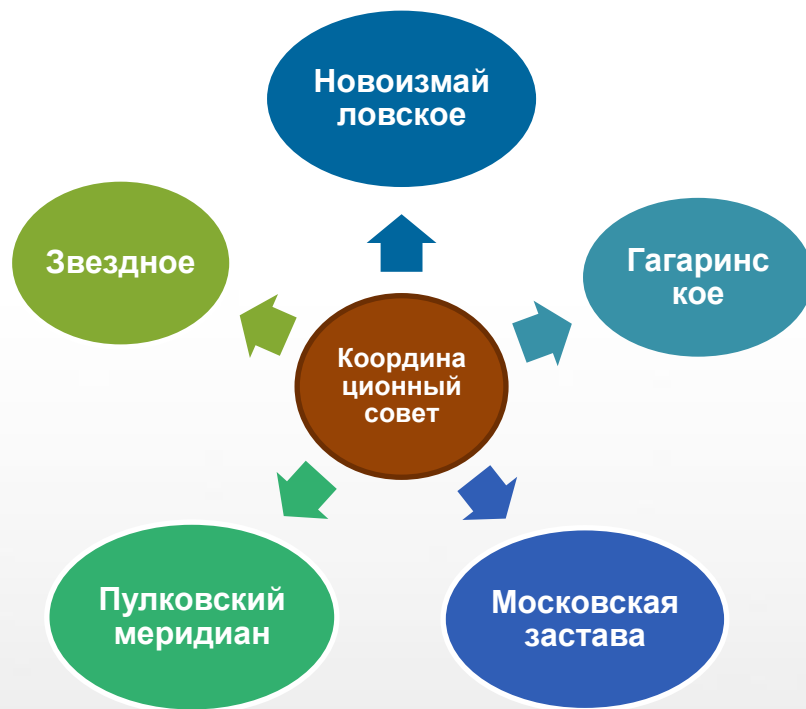 Новоизмай
ловское
Звездное
Гагаринс
кое
Координа
ционный
совет
Пулковский
меридиан
Московская
застава